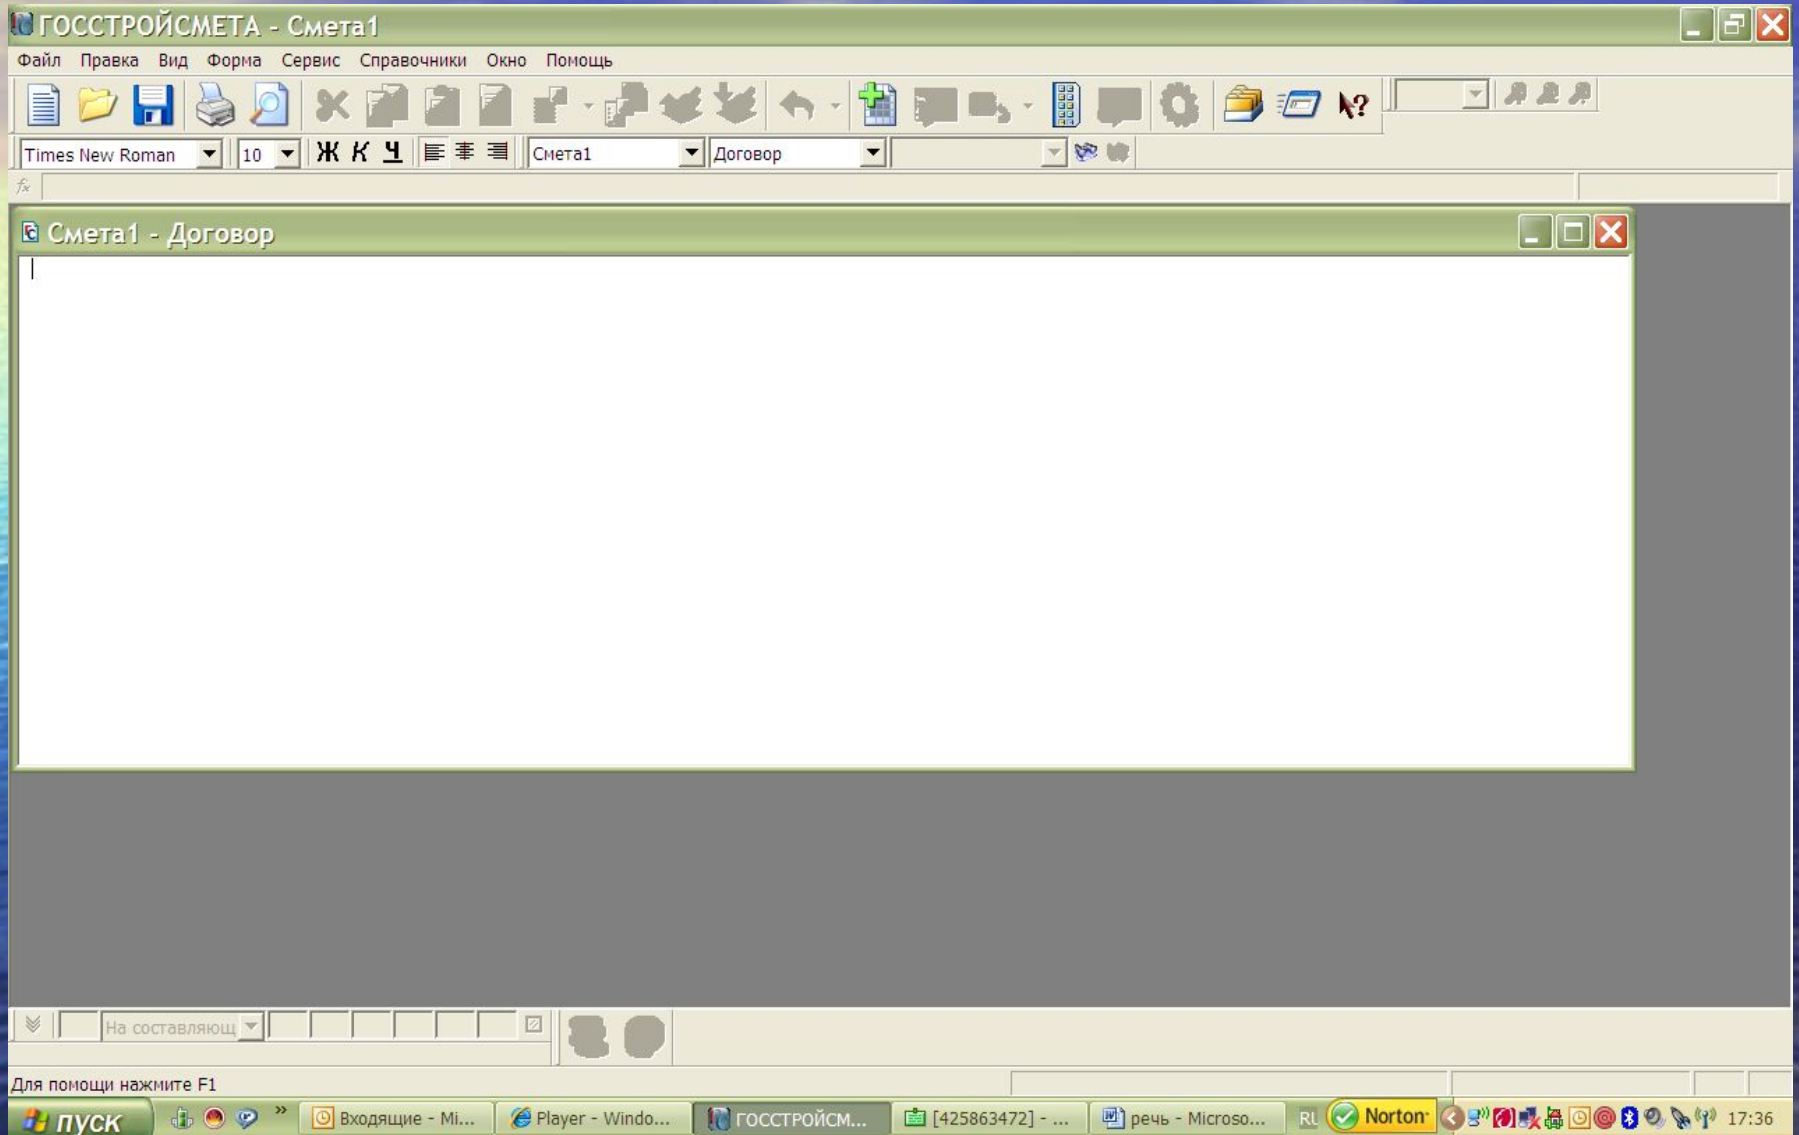 ГОССТРОЙСМЕТА - Смета1
Файл Правка Вид Форма Сервис Справочники Окно Помощь
Times New Roman 10 Ж К Ч Смета1 Договор
fx
Смета1 - Договор
На составляющ
Для помощи нажмите F1
пуск » Входящие - Mi... Player - Windo... ГОССТРОЙСМ... [425863472] - ... речь - Microso... RU Norton 17:36